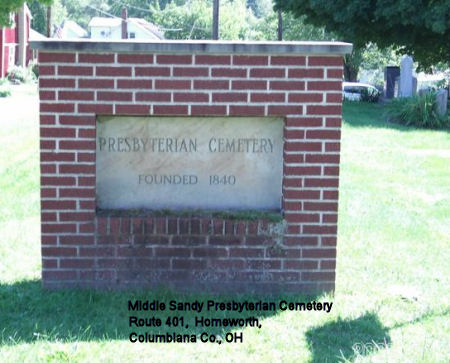 PRESBYTERIAN CEMETERY
FOUNDED 1840
Middle Sandy Presbyterian Cemetery
Route 401, Homeworth,
Columbiana Co., OH